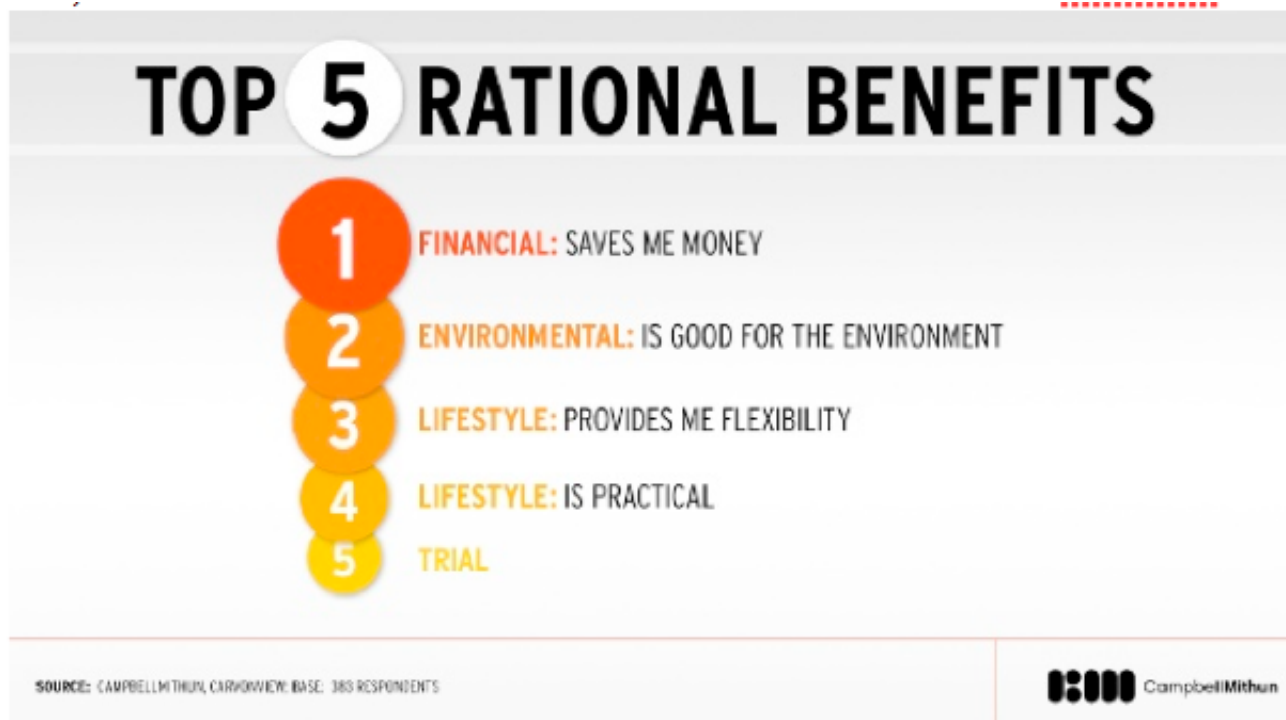 TOP 5 RATIONAL BENEFITS
1 FINANCIAL: SAVES ME MONEY
2 ENVIRONMENTAL: IS GOOD FOR THE ENVIRONMENT
3 LIFESTYLE: PROVIDES ME FLEXIBILITY
4 LIFESTYLE: IS PRACTICAL
5 TRIAL
SOURCE: CAMPBELLMITHUN, BASE: 383 RESPONDENTS
CampbellMithun